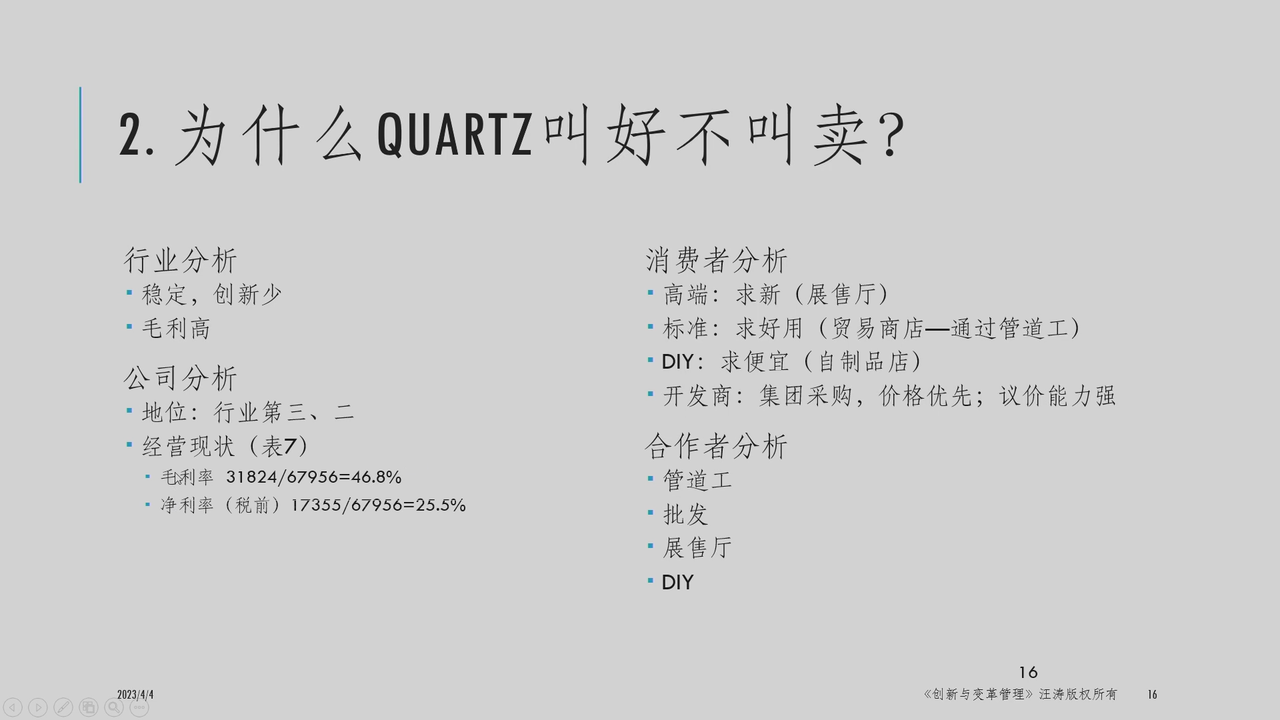 2. 为什么QUARTZ叫好不叫卖？
行业分析
稳定，创新少
毛利高
公司分析
地位：行业第三、二
经营现状（表7）
毛利率 31824/67956=46.8%
净利率（税前）17355/67956=25.5%
消费者分析
高端：求新（展售厅）
标准：求好用（贸易商店—通过管道工）
DIY：求便宜（自制品店）
开发商：集团采购，价格优先；议价能力强
合作者分析
管道工
批发
展售厅
DIY
16
2023/4/4
《创新与变革管理》汪涛版权所有
16